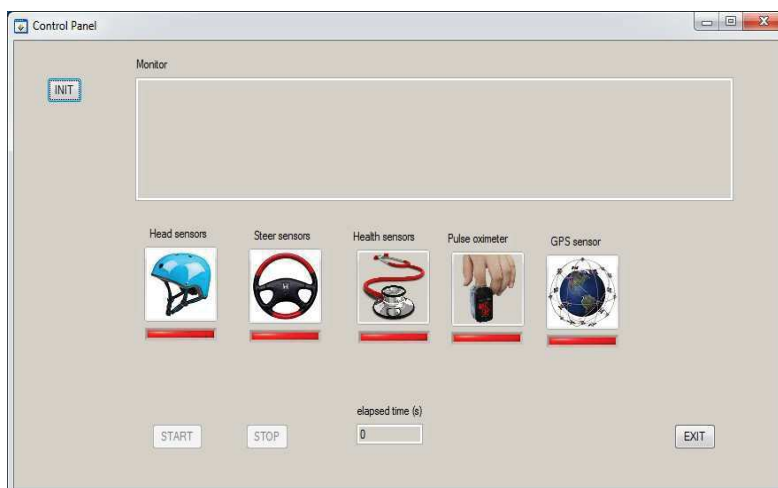 Control Panel
Monitor
INIT
Head sensors
Steer sensors
Health sensors
Pulse oximeter
GPS sensor
elapsed time (s)
START
STOP
0
EXIT